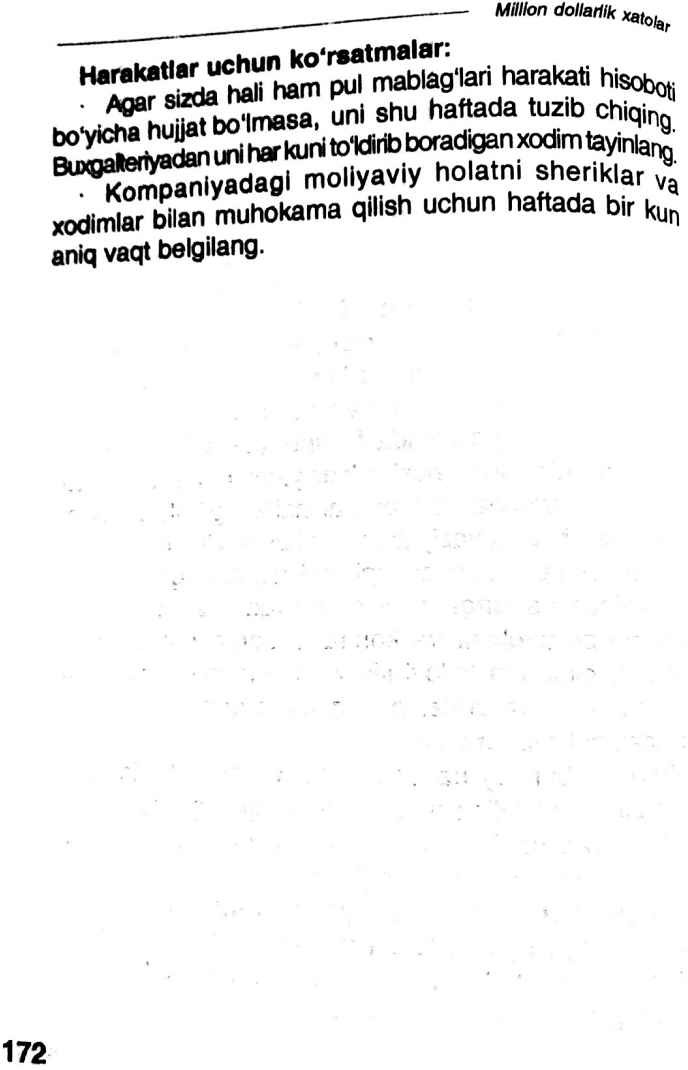 Million dollarlik xatolar
Harakatlar uchun ko‘rsatmalar:
· Agar sizda hali ham pul mablag‘lari harakati hisoboti
bo‘yicha hujjat bo‘lmasa, uni shu haftada tuzib chiqing.
Buxgalteriyadan uni har kuni to‘ldirib boradigan xodim tayinlang.
· Kompaniyadagi moliyaviy holatni sheriklar va
xodimlar bilan muhokama qilish uchun haftada bir kun
aniq vaqt belgilang.
172